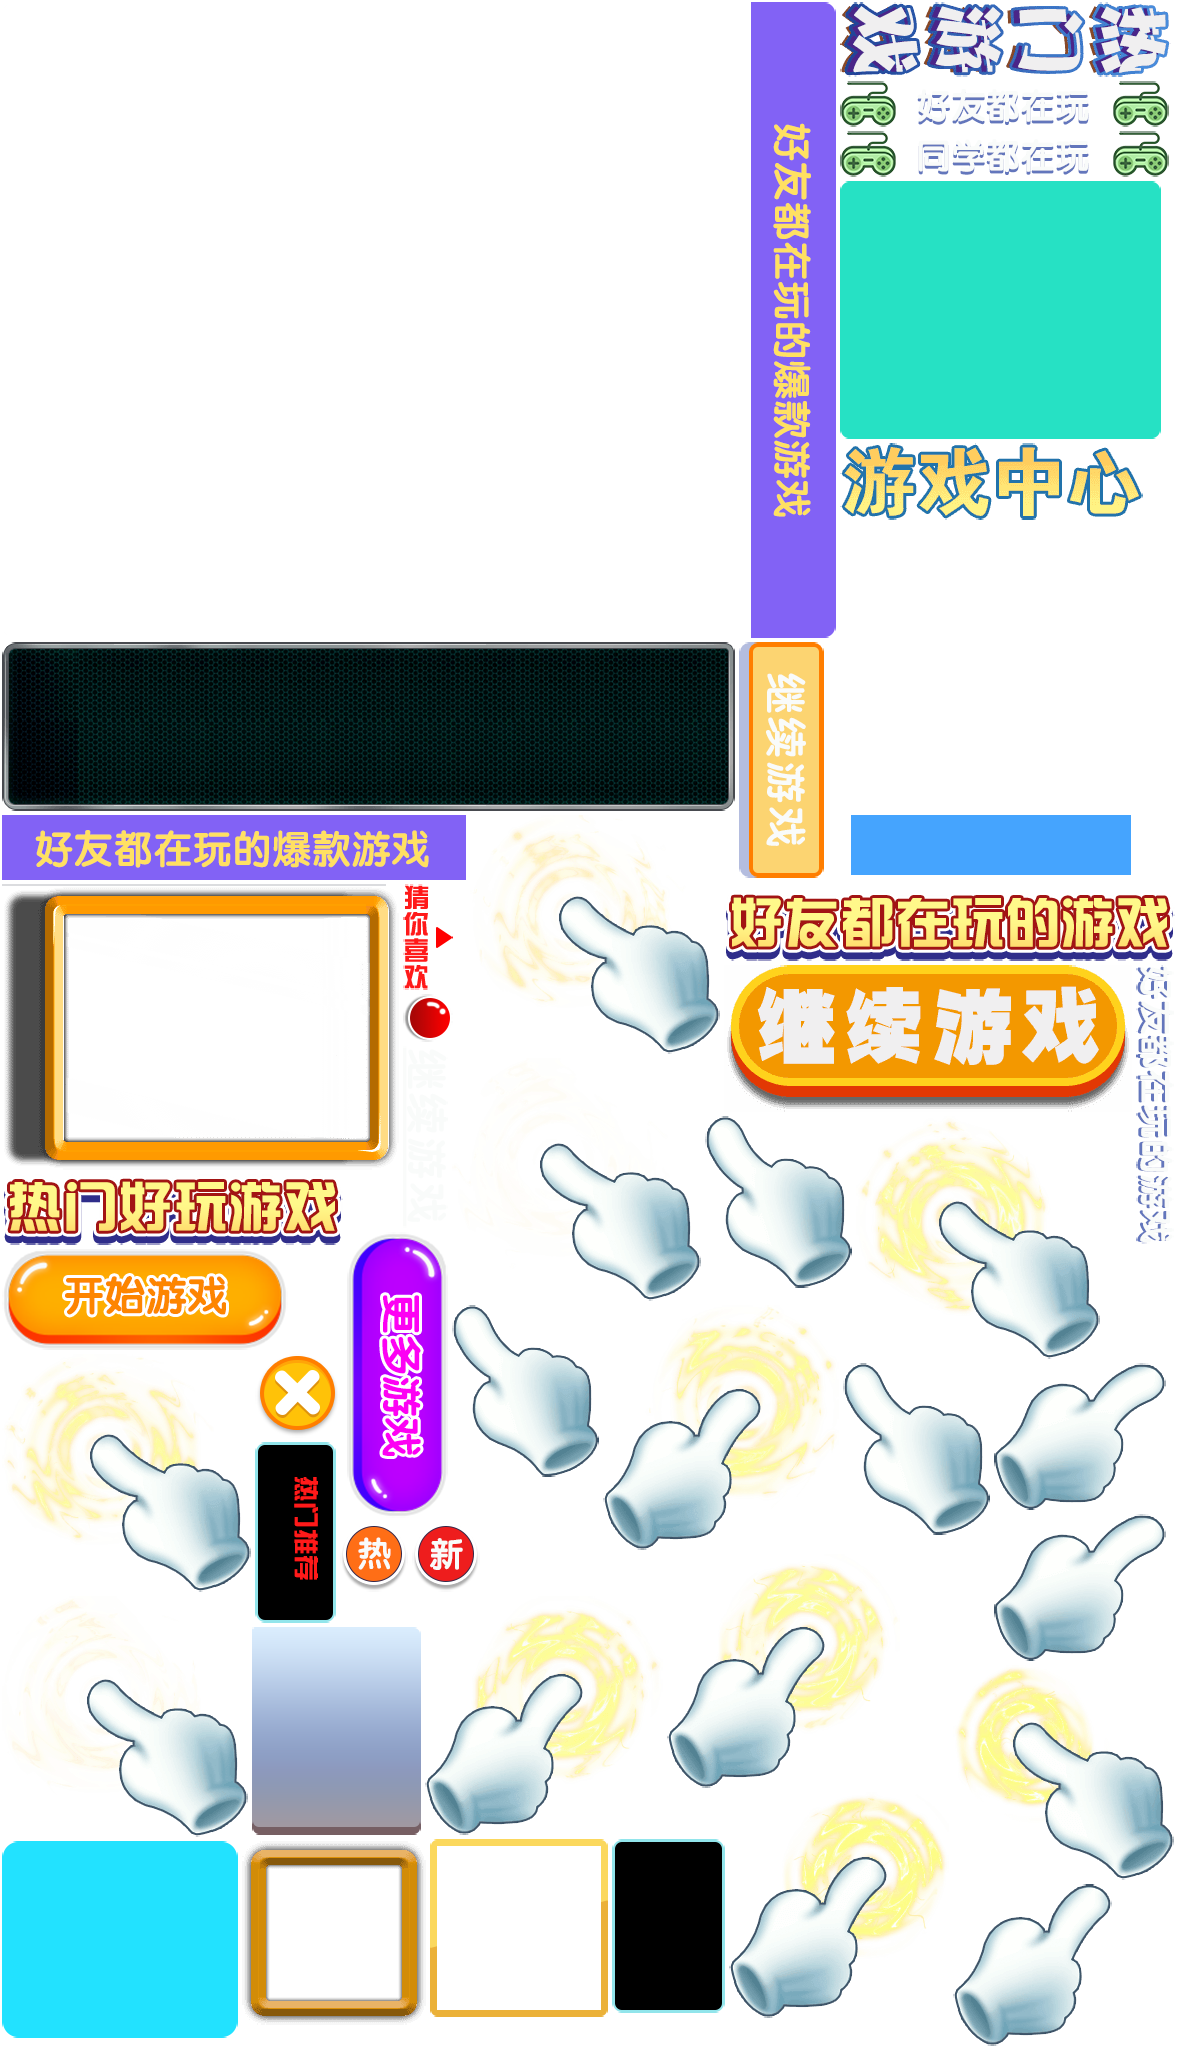 热门游戏
好友都在玩
同学都在玩
好友都在玩的爆款游戏
游戏中心
继续游戏
好友都在玩的爆款游戏
猜你喜欢
好友都在玩的游戏
继续游戏
好友都在玩的游戏
继续游戏
热门好玩游戏
开始游戏
更多游戏
热门推荐
热
新